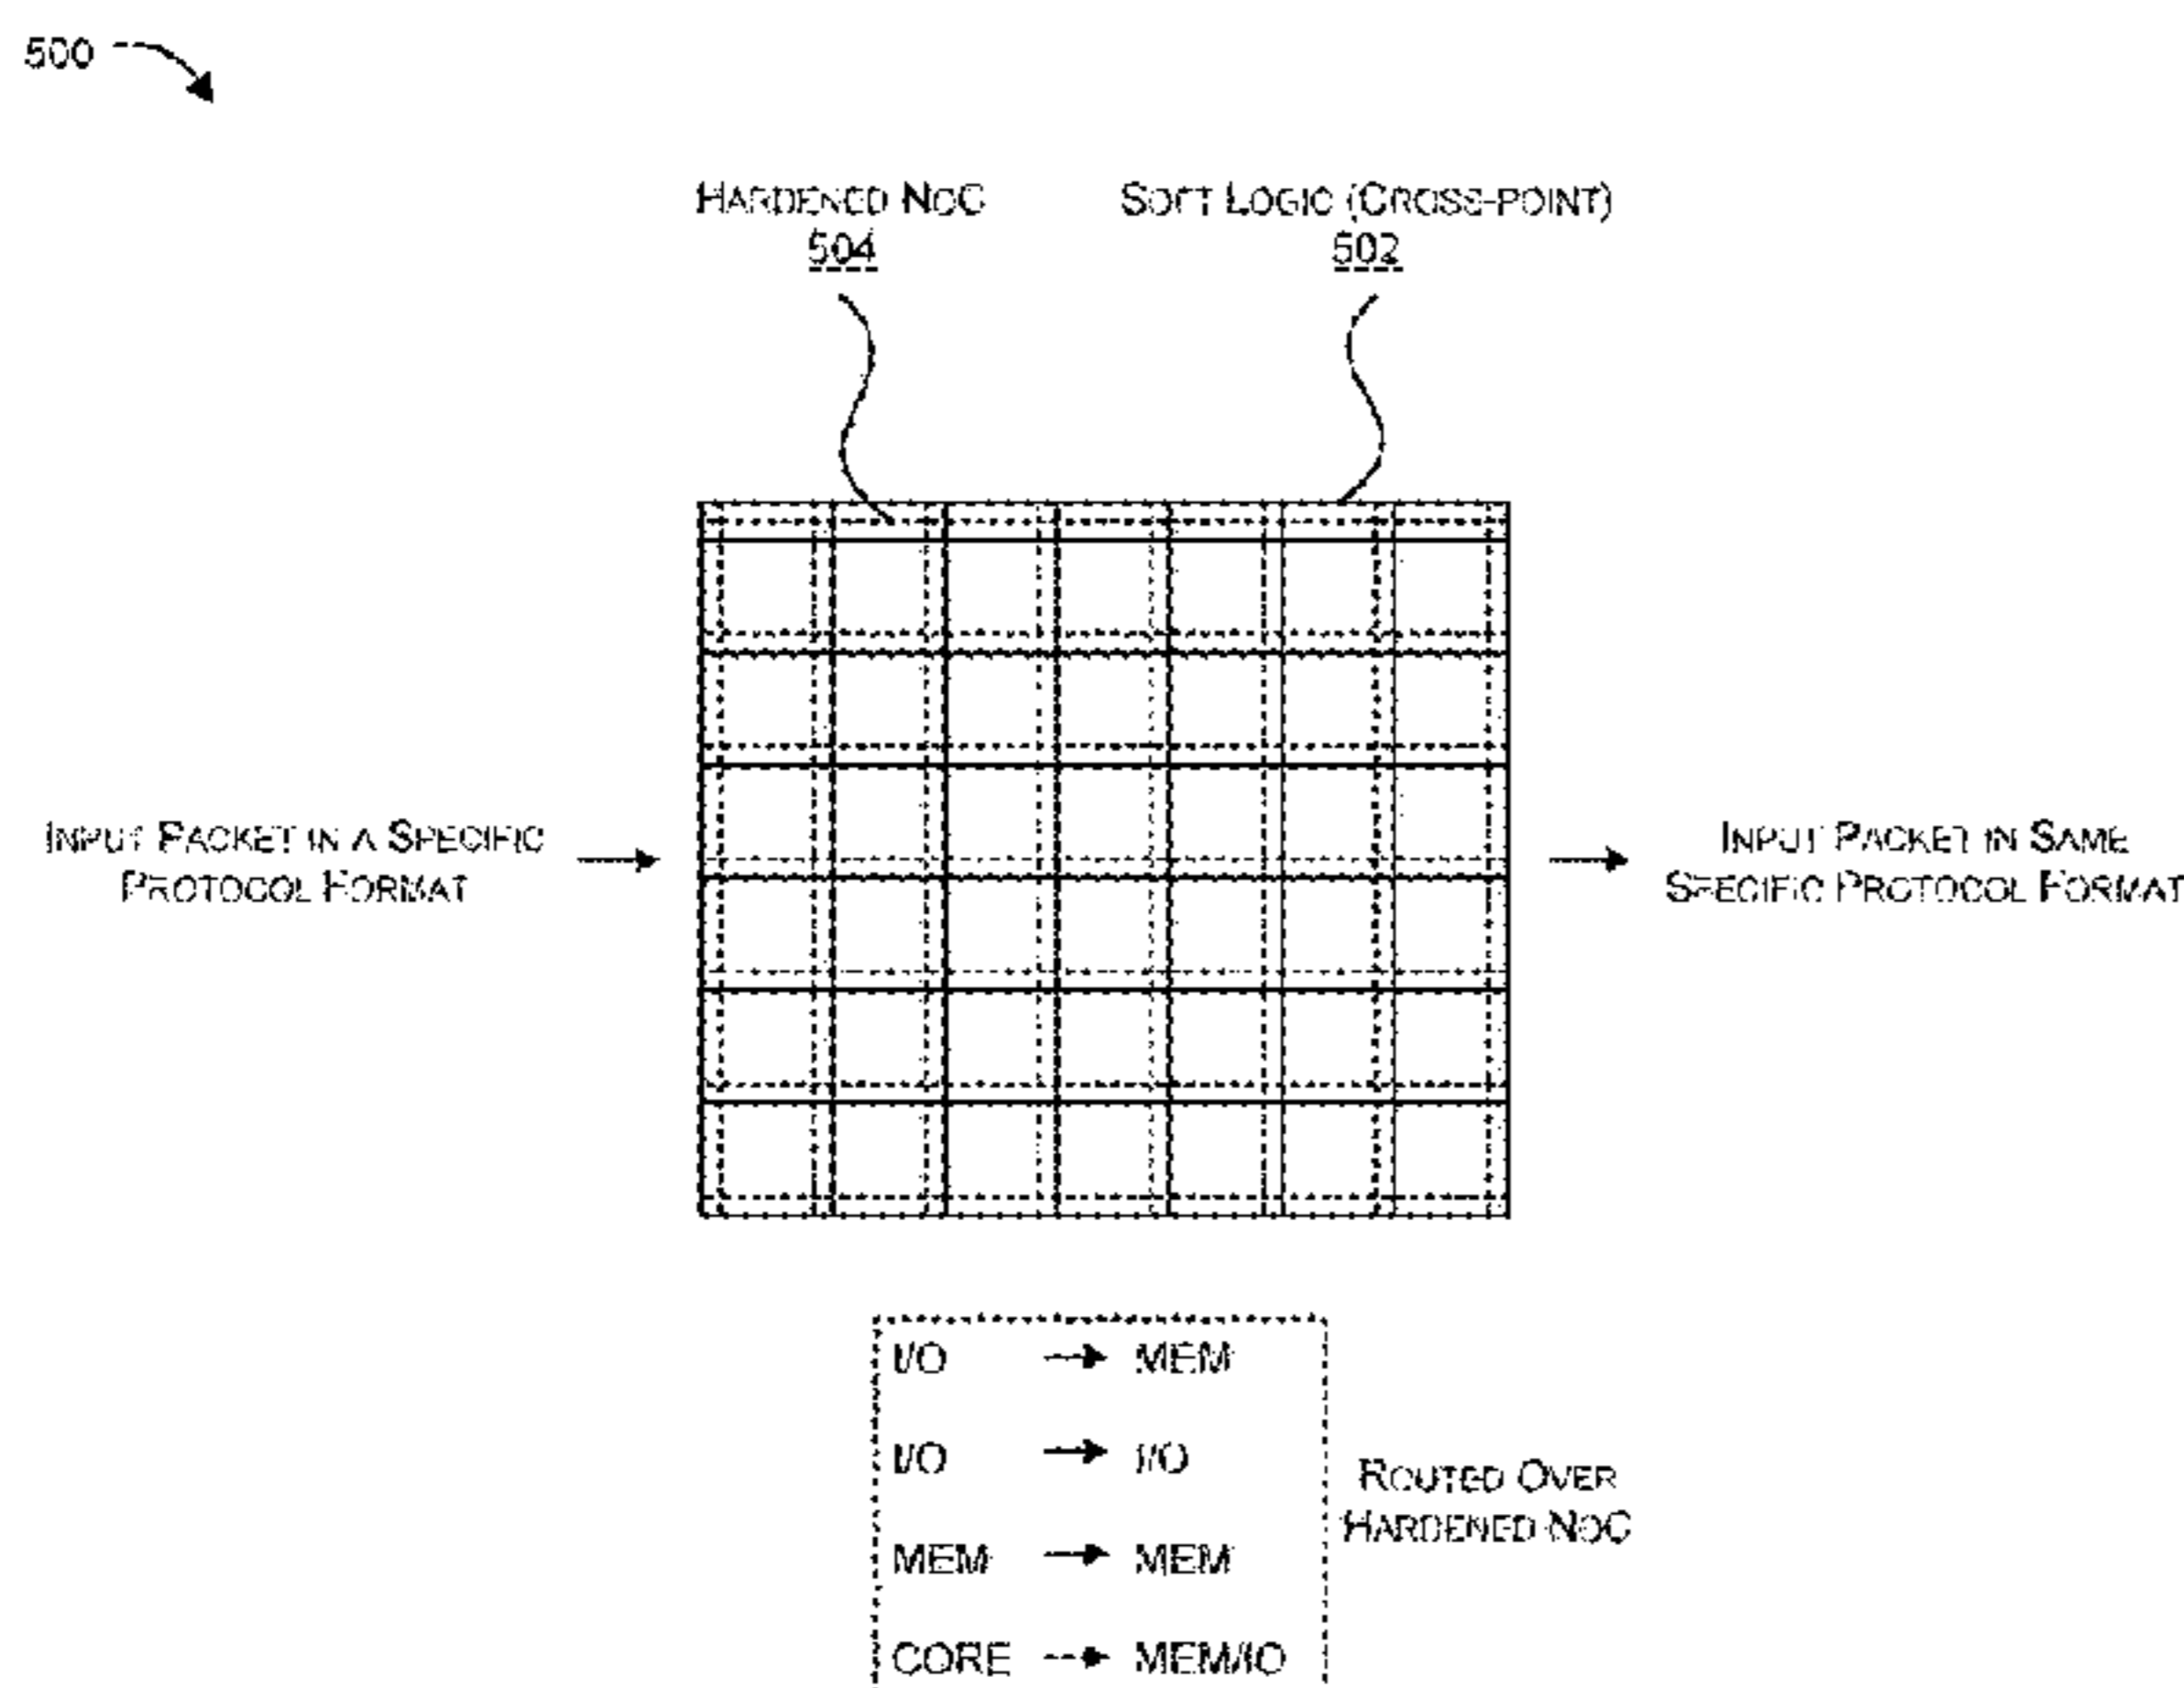 500
HARDENED NOC
504
SOFT LOGIC (CROSS-POINT)
502
INPUT PACKET IN A SPECIFIC
PROTOCOL FORMAT
INPUT PACKET IN SAME
SPECIFIC PROTOCOL FORMAT
I/O → MEM
I/O → I/O
MEM → MEM
CORE → MEM/IO
ROUTED OVER
HARDENED NOC